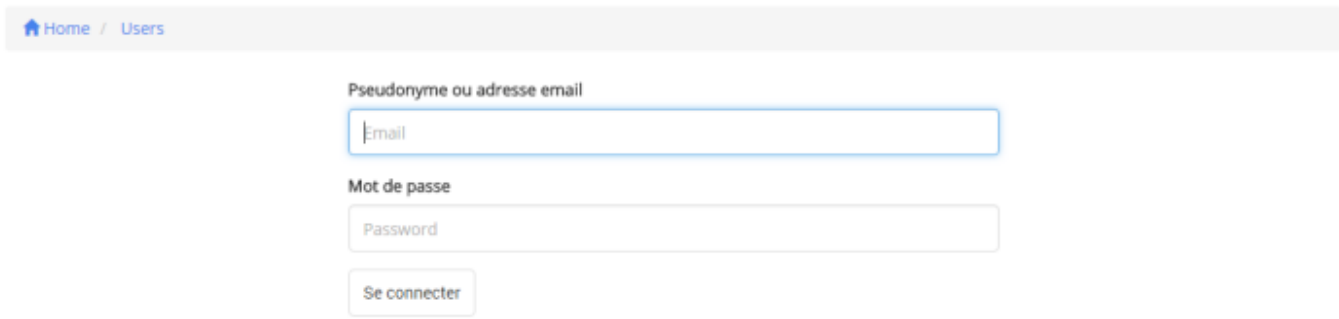 Home / Users
Pseudonyme ou adresse email
Email
Mot de passe
Password
Se connecter